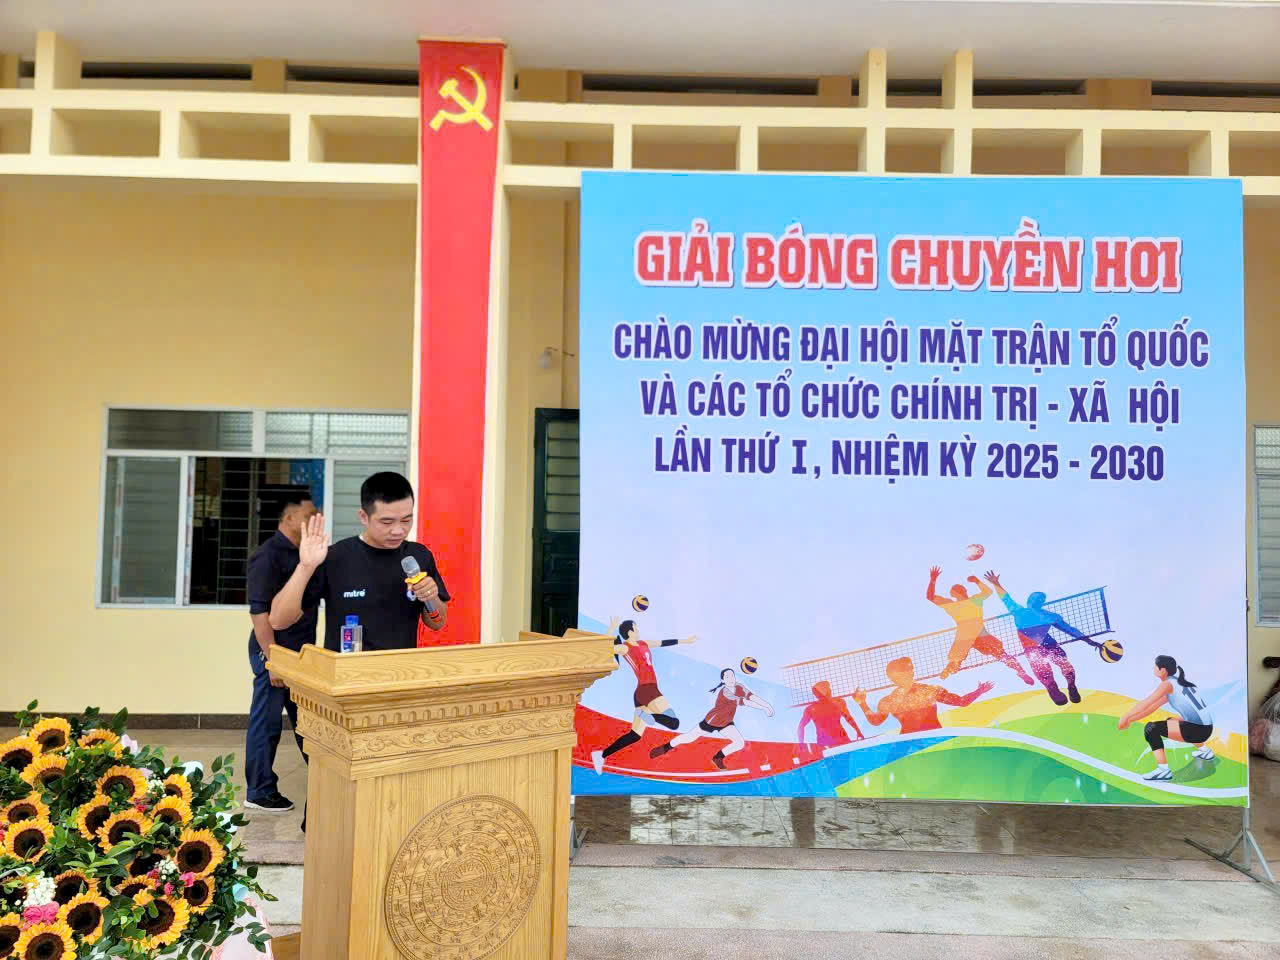 GIẢI BÓNG CHUYỀN HƠI
CHÀO MỪNG ĐẠI HỘI MẶT TRẬN TỔ QUỐC
VÀ CÁC TỔ CHỨC CHÍNH TRỊ - XÃ HỘI
LẦN THỨ I, NHIỆM KỲ 2025 - 2030
mitre